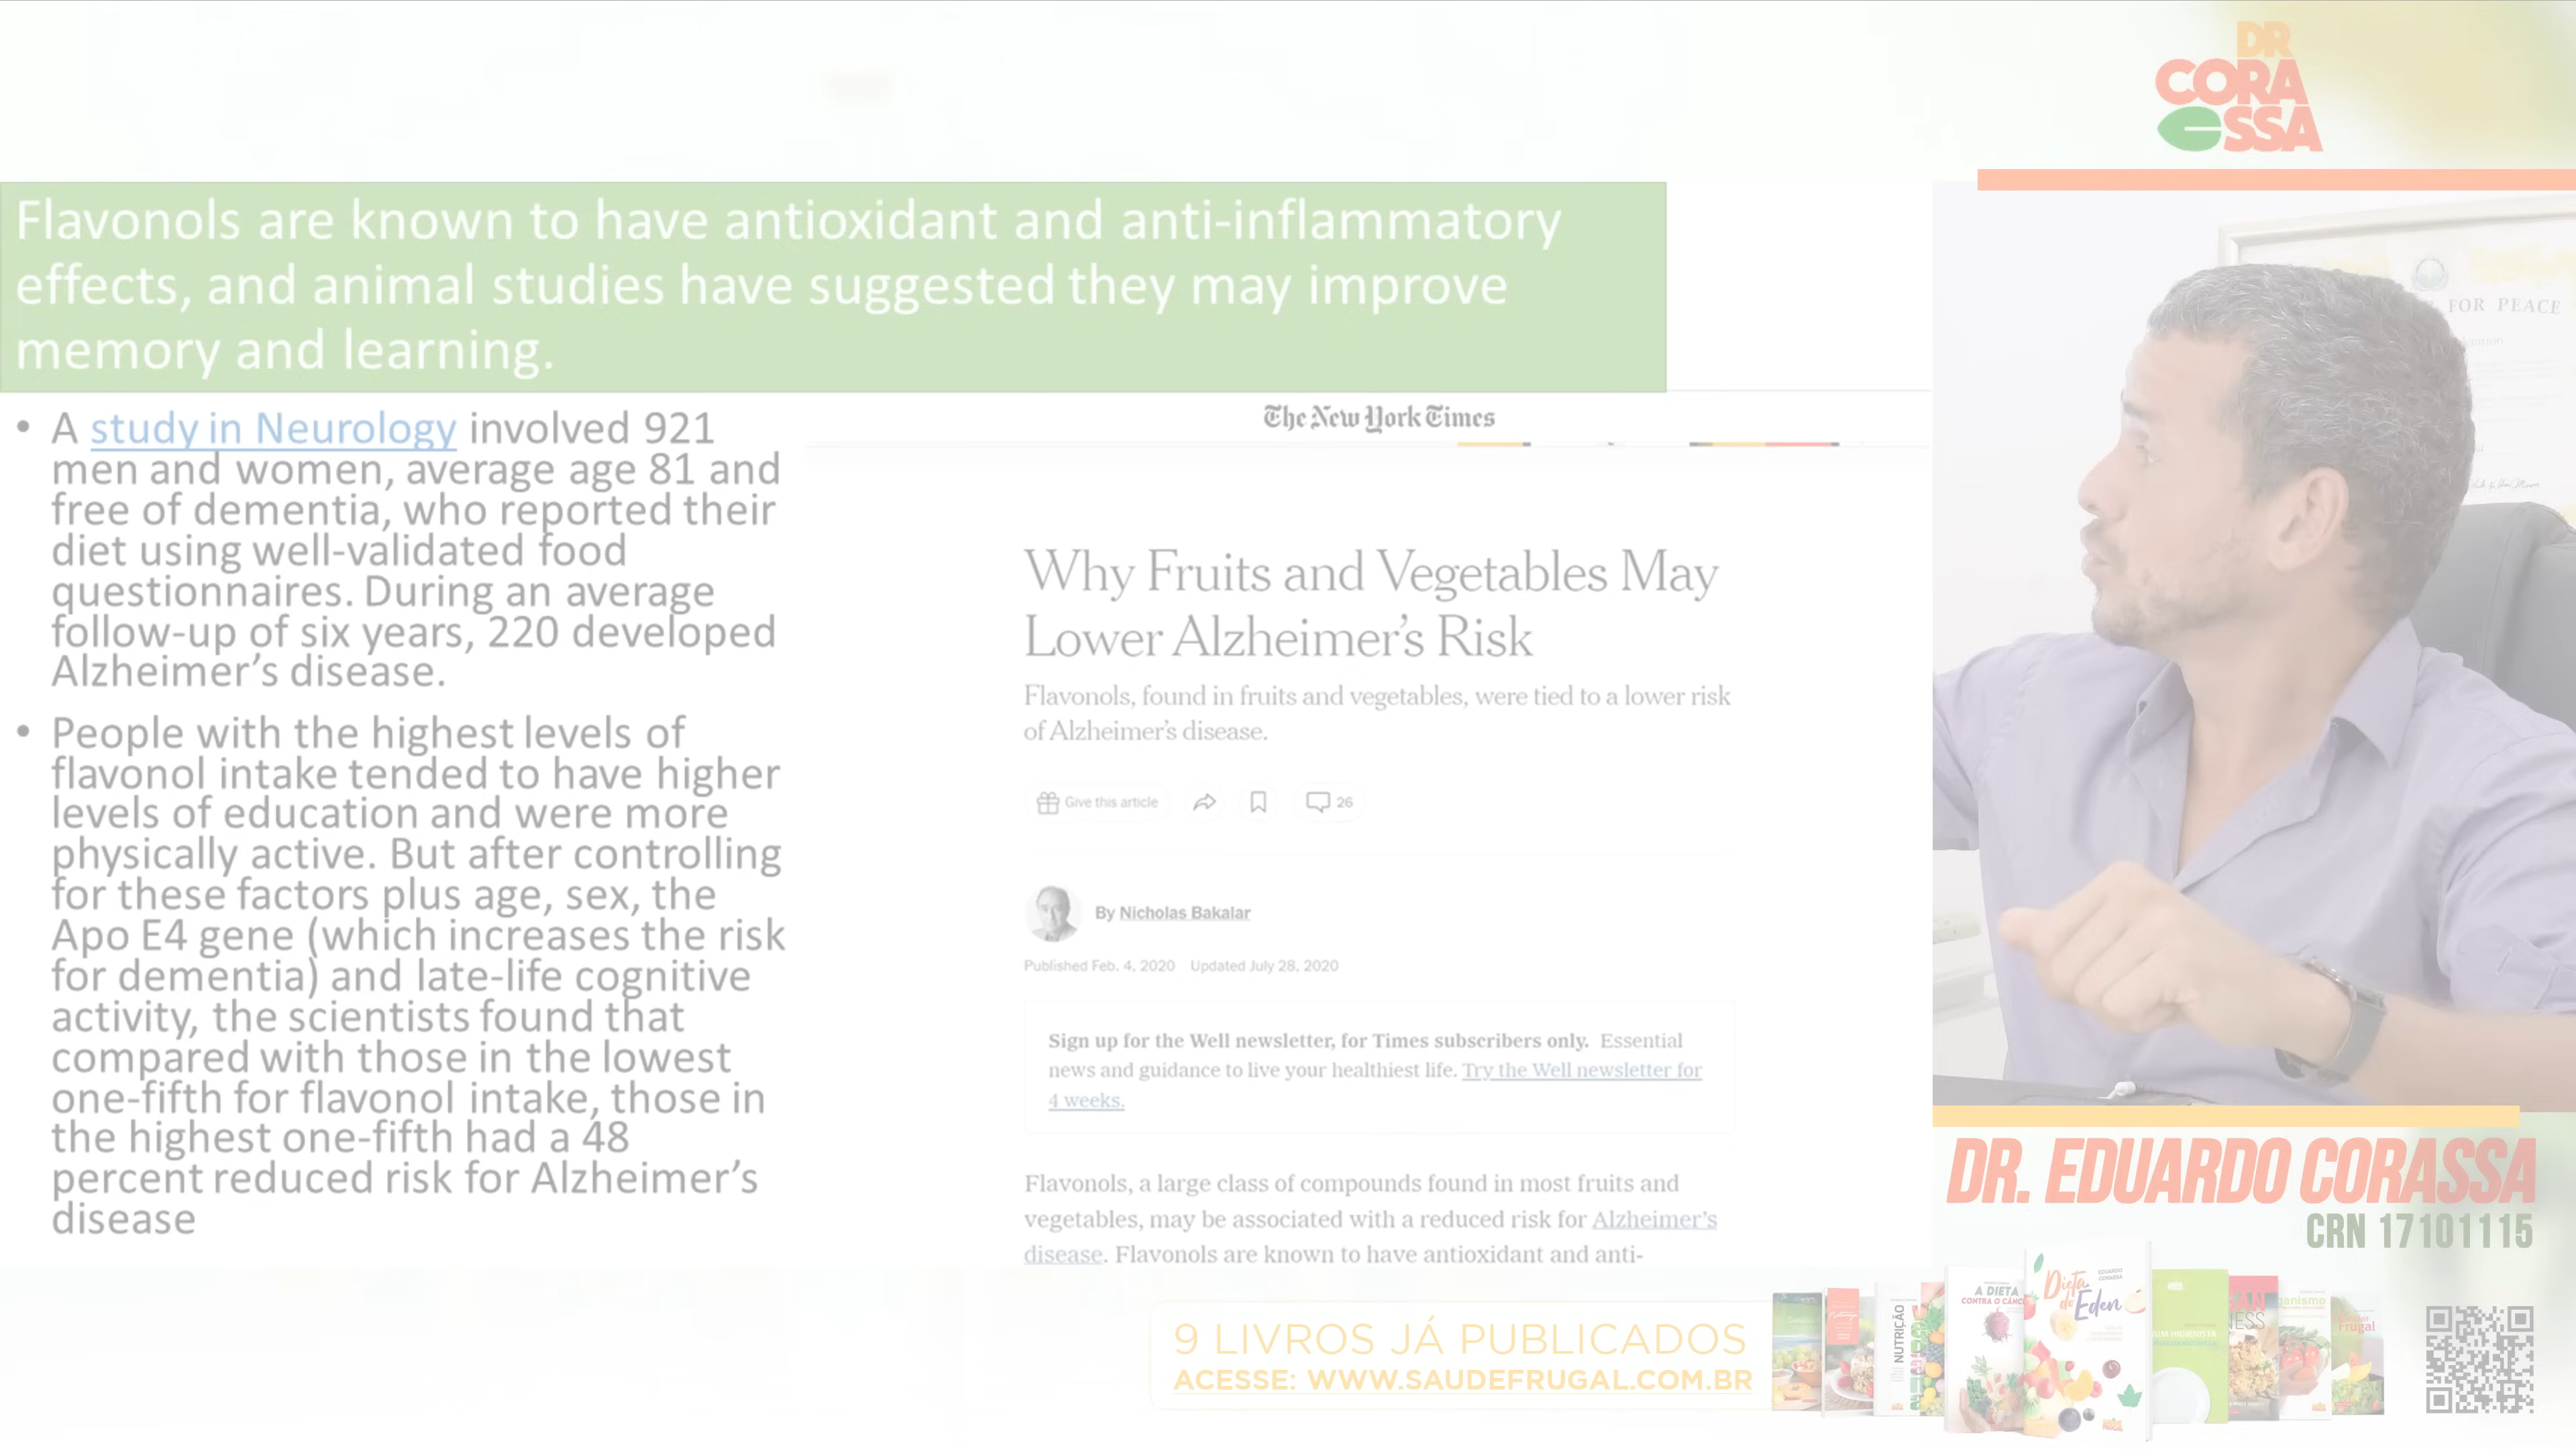 DR
CORA
SSA
Flavonols are known to have antioxidant and anti-inflammatory
effects, and animal studies have suggested they may improve
memory and learning.
• A study in Neurology involved 921
men and women, average age 81 and
free of dementia, who reported their
diet using well-validated food
questionnaires. During an average
follow-up of six years, 220 developed
Alzheimer's disease.
• People with the highest levels of
flavonol intake tended to have higher
levels of education and were more
physically active. But after controlling
for these factors plus age, sex, the
Apo E4 gene (which increases the risk
for dementia) and late-life cognitive
activity, the scientists found that
compared with those in the lowest
one-fifth for flavonol intake, those in
the highest one-fifth had a 48
percent reduced risk for Alzheimer's
disease
The New York Times
Why Fruits and Vegetables May
Lower Alzheimer's Risk
Flavonols, found in fruits and vegetables, were tied to a lower risk
of Alzheimer's disease.
Give this article
26
By Nicholas Bakalar
Published Feb. 4, 2020 Updated July 28, 2020
Sign up for the Well newsletter, for Times subscribers only. Essential
news and guidance to live your healthiest life. Try the Well newsletter for
4 weeks.
Flavonols, a large class of compounds found in most fruits and
vegetables, may be associated with a reduced risk for Alzheimer's
disease. Flavonols are known to have antioxidant and anti-
FOR PEACE
DR. EDUARDO CORASSA
CRN 17101115
9 LIVROS JÁ PUBLICADOS
ACESSE: WWW.SAUDEFRUGAL.COM.BR
NUTRIÇÃO
A DIETA
CONTRA O CÂNC
EDUARDO
CORASSA
Dieta
do
Eden
UM HIGIENISTA
Frugal